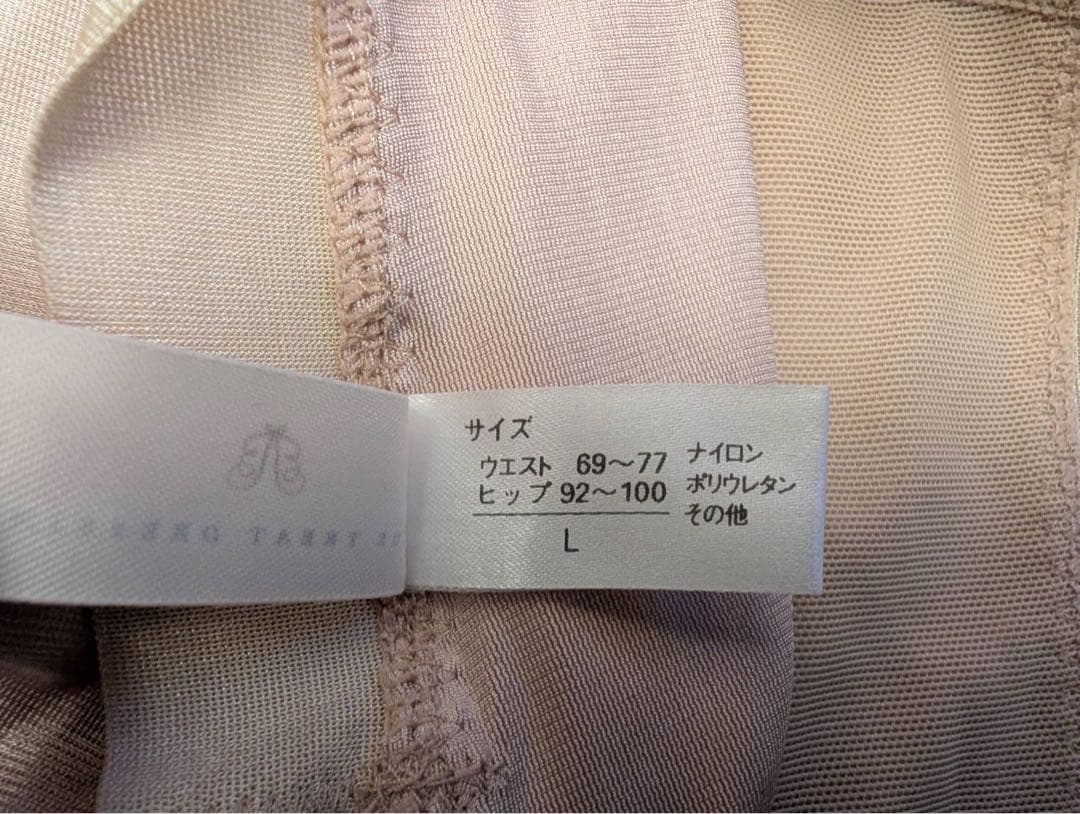 サイズ
ウエスト 69～77
ヒップ 92～100
L
ナイロン
ポリウレタン
その他